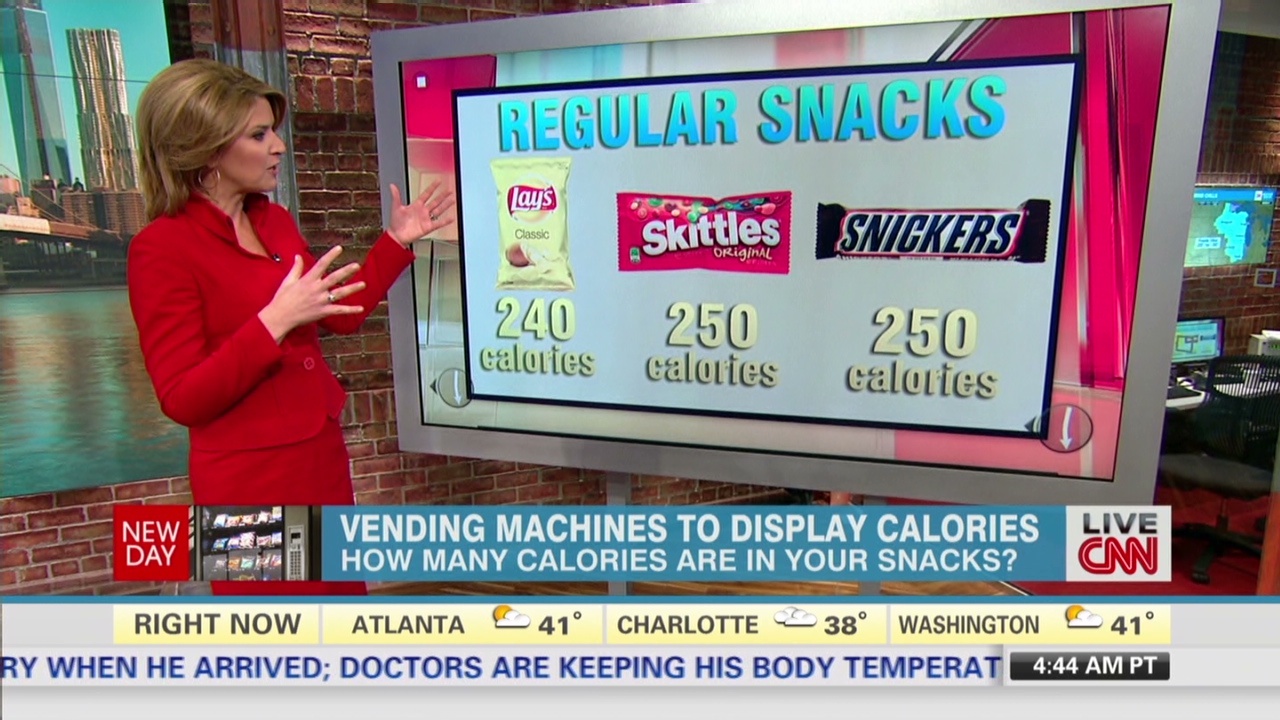 REGULAR SNACKS
Lay's
Classic
Skittles
ORIGINAL
SNICKERS
240
calories
250
calories
250
calories
NEW
DAY
VENDING MACHINES TO DISPLAY CALORIES
HOW MANY CALORIES ARE IN YOUR SNACKS?
LIVE
CNN
RIGHT NOW
ATLANTA 41°
CHARLOTTE 38°
WASHINGTON 41°
RY WHEN HE ARRIVED; DOCTORS ARE KEEPING HIS BODY TEMPERAT
4:44 AM PT